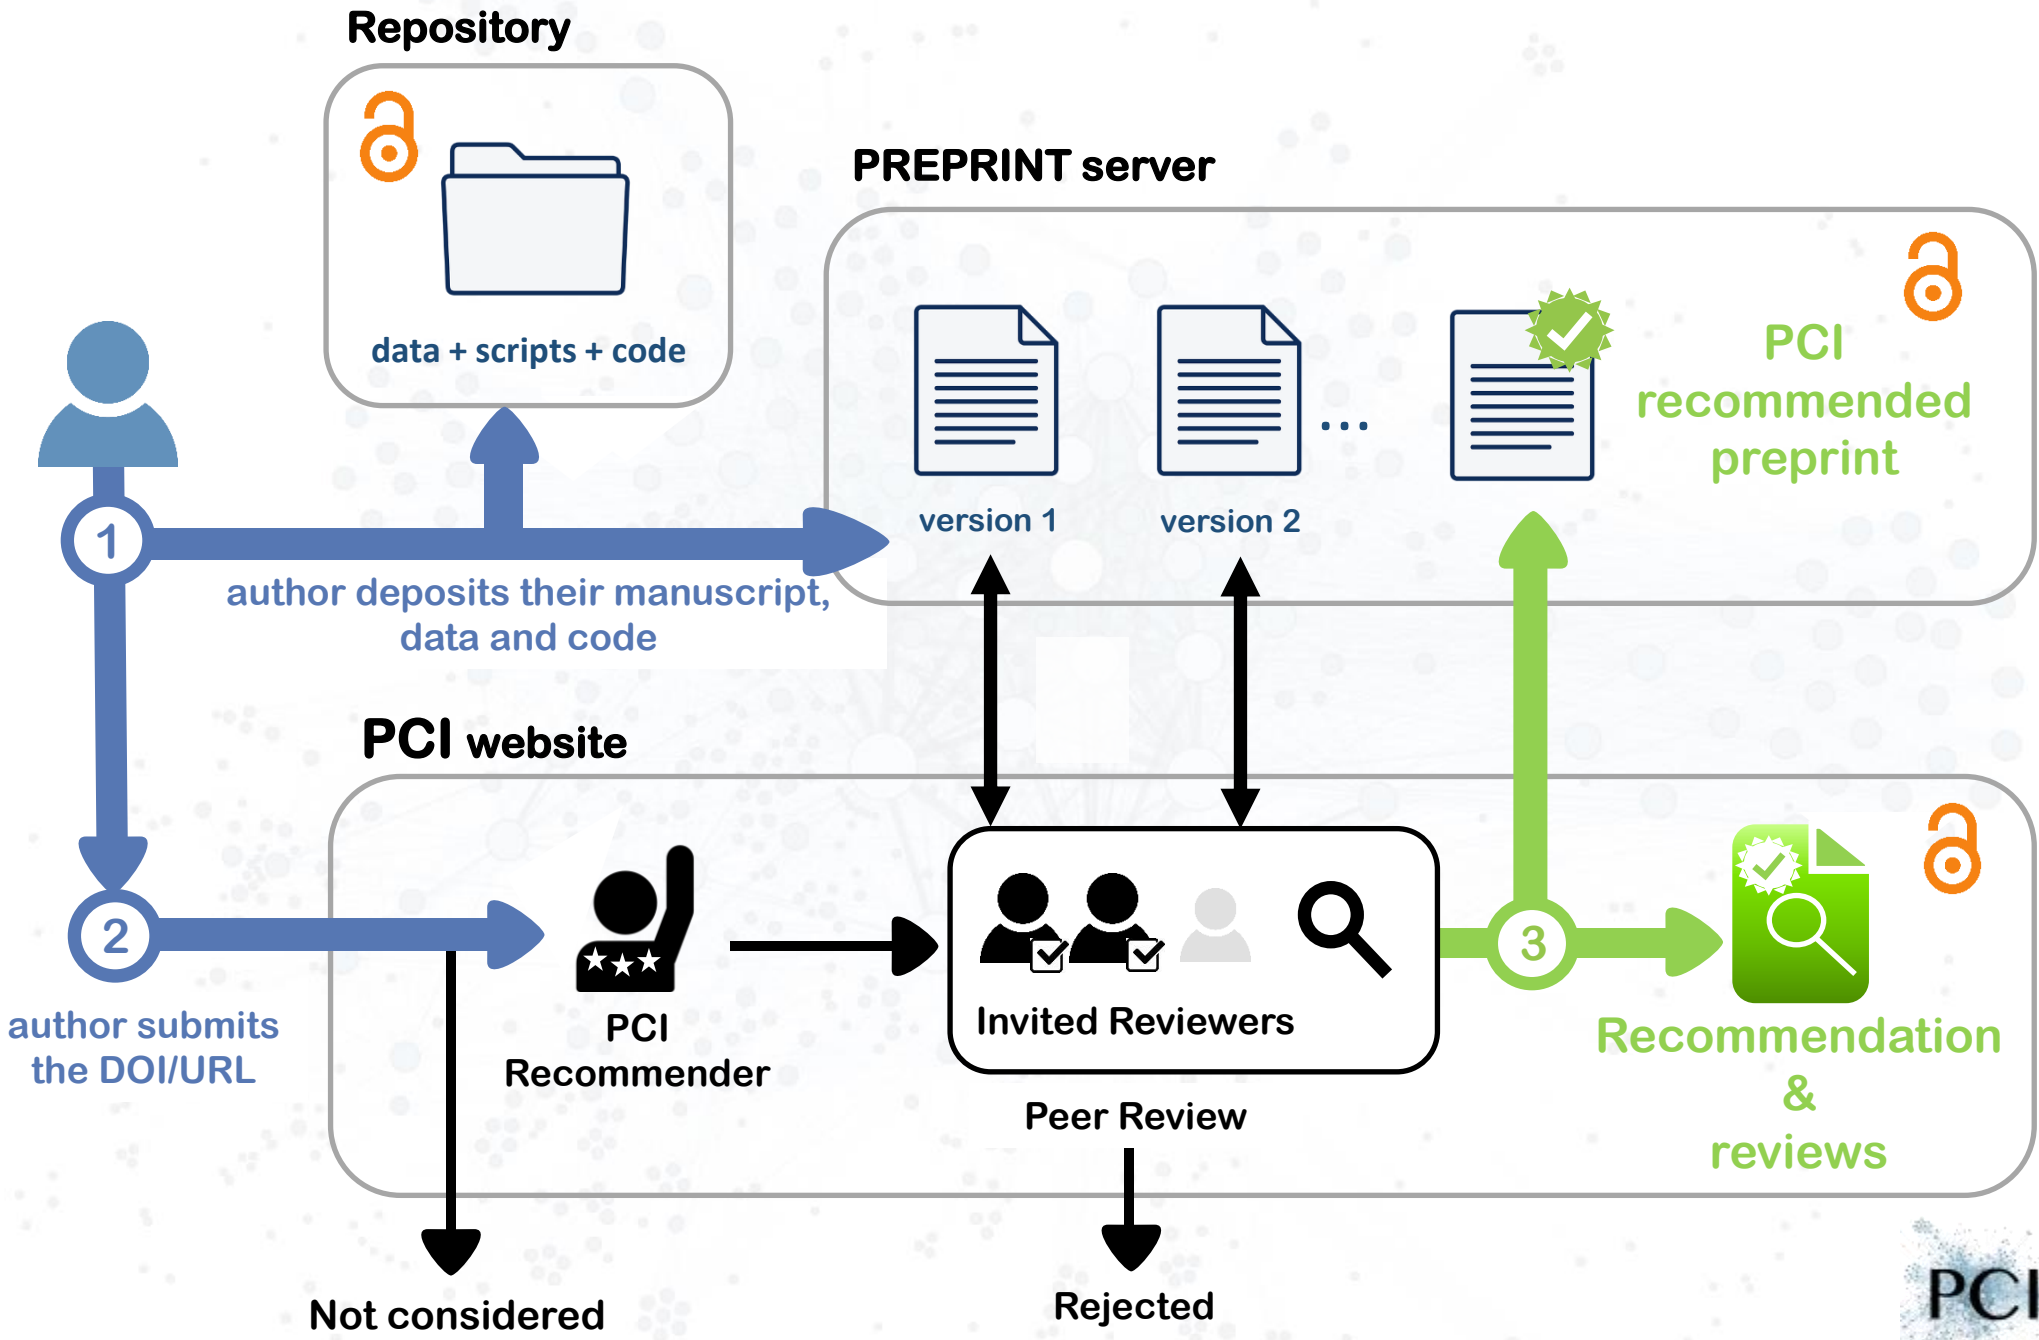 Repository
data + scripts + code
PREPRINT server
version 1
version 2
...
PCI
recommended
preprint
1
author deposits their manuscript,
data and code
PCI website
2
author submits
the DOI/URL
PCI
Recommender
Invited Reviewers
Peer Review
3
Recommendation
&
reviews
Not considered
Rejected
PCI